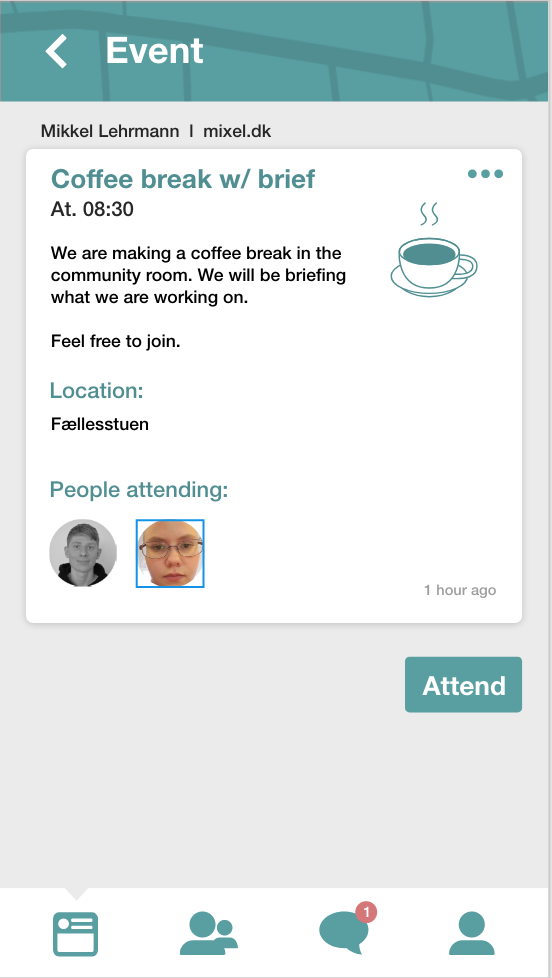 Event
Mikkel Lehrmann | mixel.dk
Coffee break w/ brief
At. 08:30
We are making a coffee break in the
community room. We will be briefing
what we are working on.
Feel free to join.
Location:
Fællesstuen
People attending:
1 hour ago
Attend
1